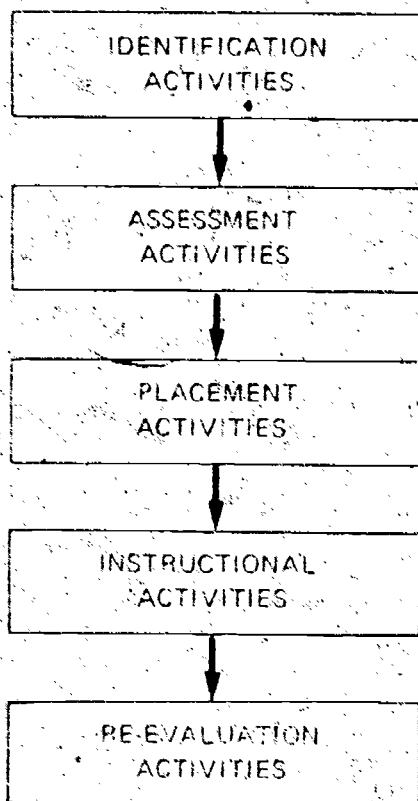 IDENTIFICATION
ACTIVITIES
ASSESSMENT
ACTIVITIES
PLACEMENT
ACTIVITIES
INSTRUCTIONAL
ACTIVITIES
RE-EVALUATION
ACTIVITIES